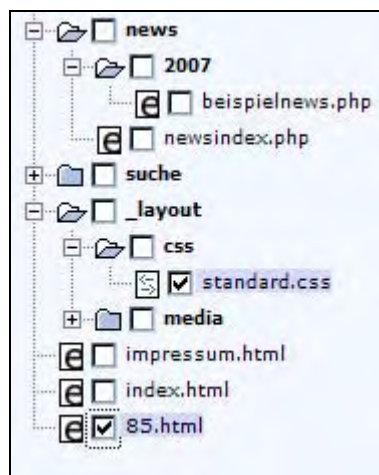 news
2007
beispielnews.php
newsindex.php
suche
_layout
css
standard.css
media
impressum.html
index.html
85.html